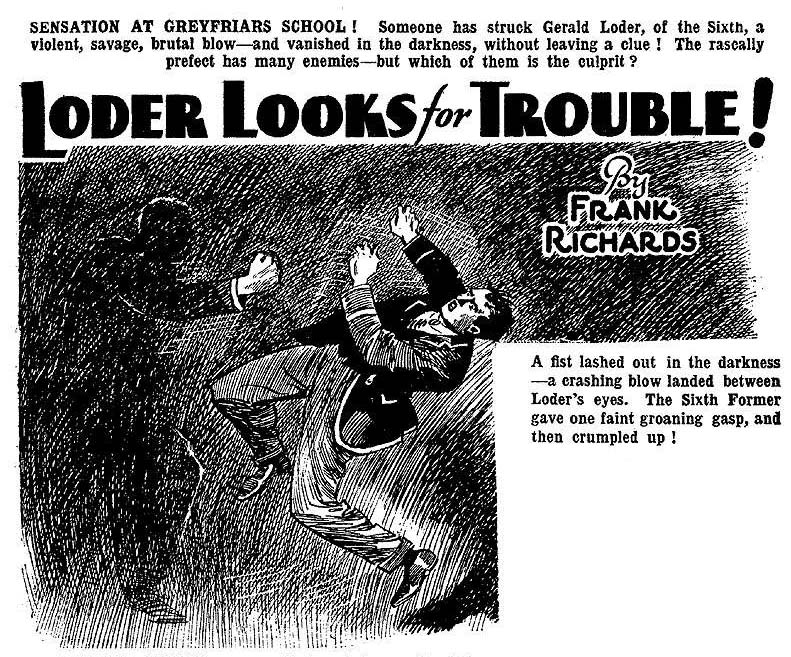 SENSATION AT GREYFRIARS SCHOOL! Someone has struck Gerald Loder, of the Sixth, a
violent, savage, brutal blow—and vanished in the darkness, without leaving a clue! The rascally
prefect has many enemies—but which of them is the culprit?
LODER LOOKS for TROUBLE!
By
FRANK
RICHARDS
A fist lashed out in the darkness
—a crashing blow landed between
Loder's eyes. The Sixth Former
gave one faint groaning gasp, and
then crumpled up!